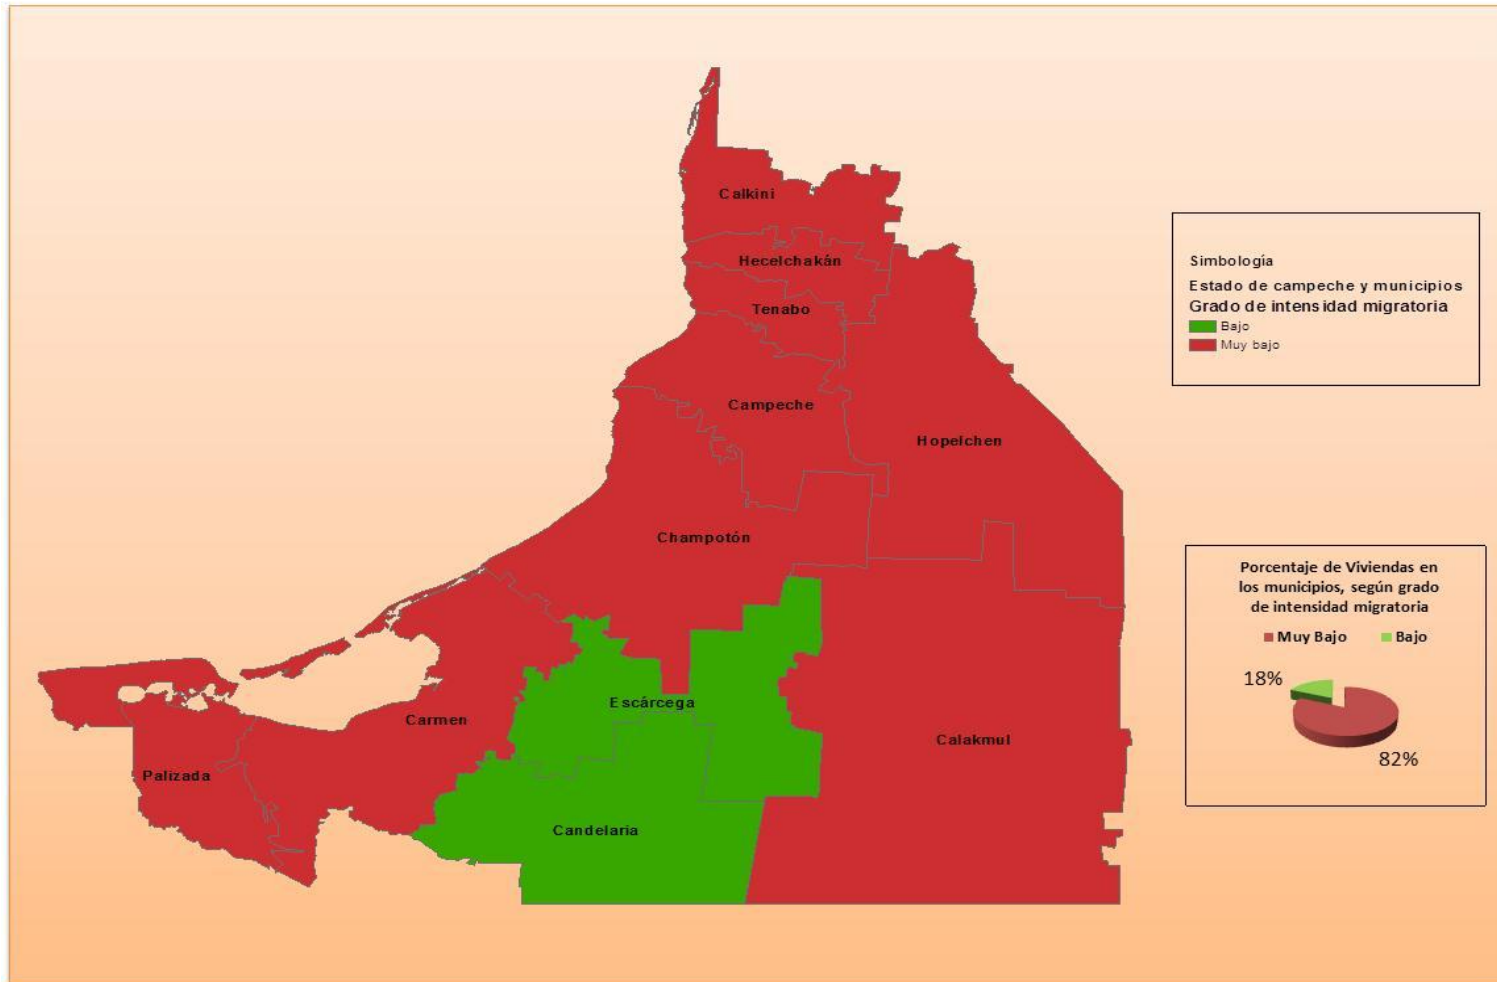 Calkini
Hecelchakán
Tenabo
Campeche
Hopelchen
Champotón
Escárcega
Carmen
Calakmul
Palizada
Candelaria
Simbología
Estado de campeche y municipios
Grado de intensidad migratoria
Bajo
Muy bajo
Porcentaje de Viviendas en
los municipios, según grado
de intensidad migratoria
Muy Bajo Bajo
18%
82%